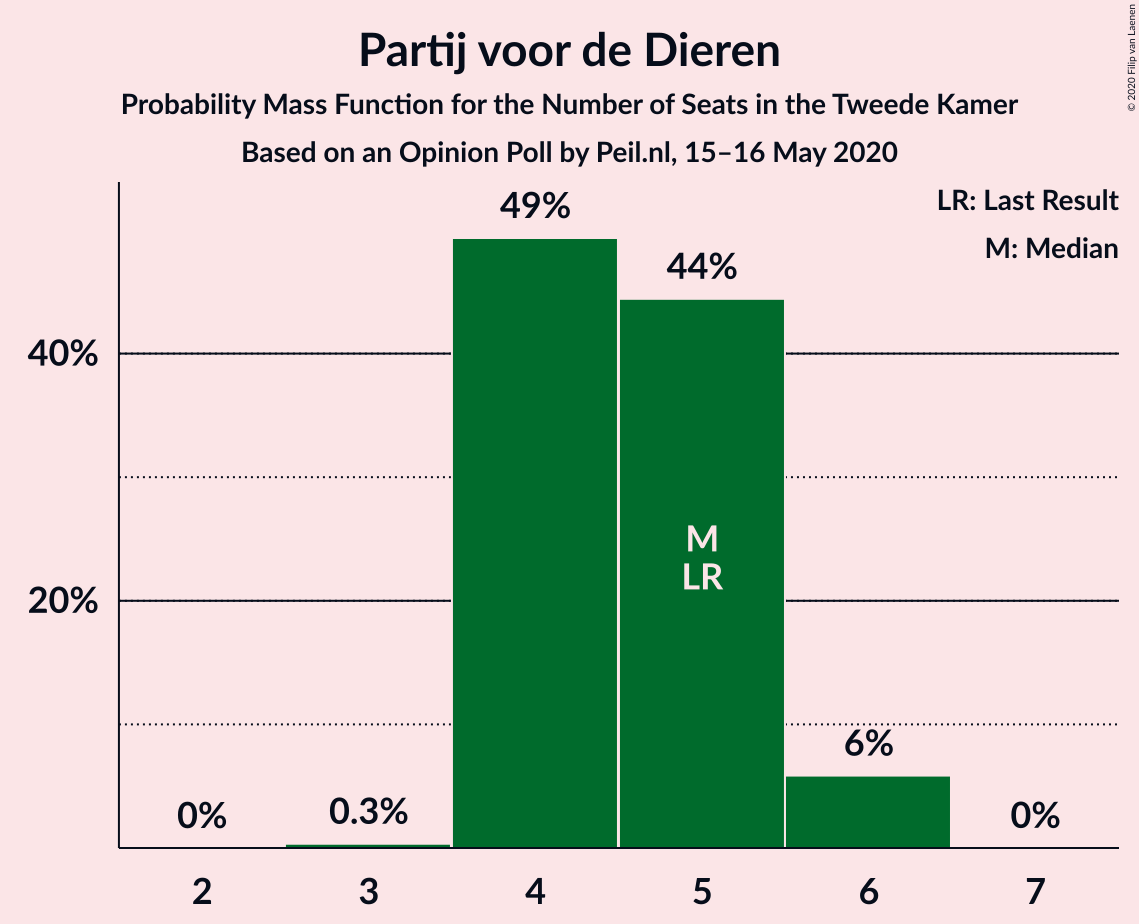 Partij voor de Dieren
Probability Mass Function for the Number of Seats in the Tweede Kamer
Based on an Opinion Poll by Peil.nl, 15–16 May 2020
© 2020 Filip van Laenen
LR: Last Result
M: Median
49%
44%
40%
M
LR
20%
6%
0%
0.3%
0%
2
3
4
5
6
7